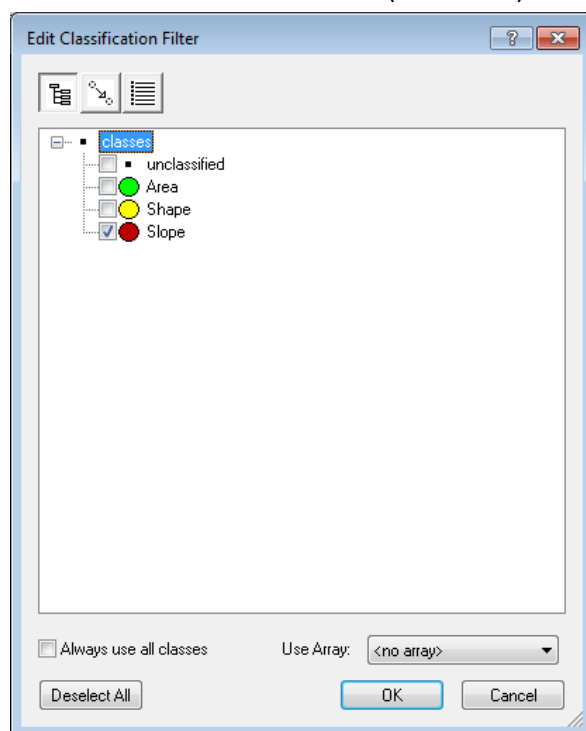 Edit Classification Filter
classes
unclassified
Area
Shape
Slope
Always use all classes Use Array: <no array>
Deselect All OK Cancel